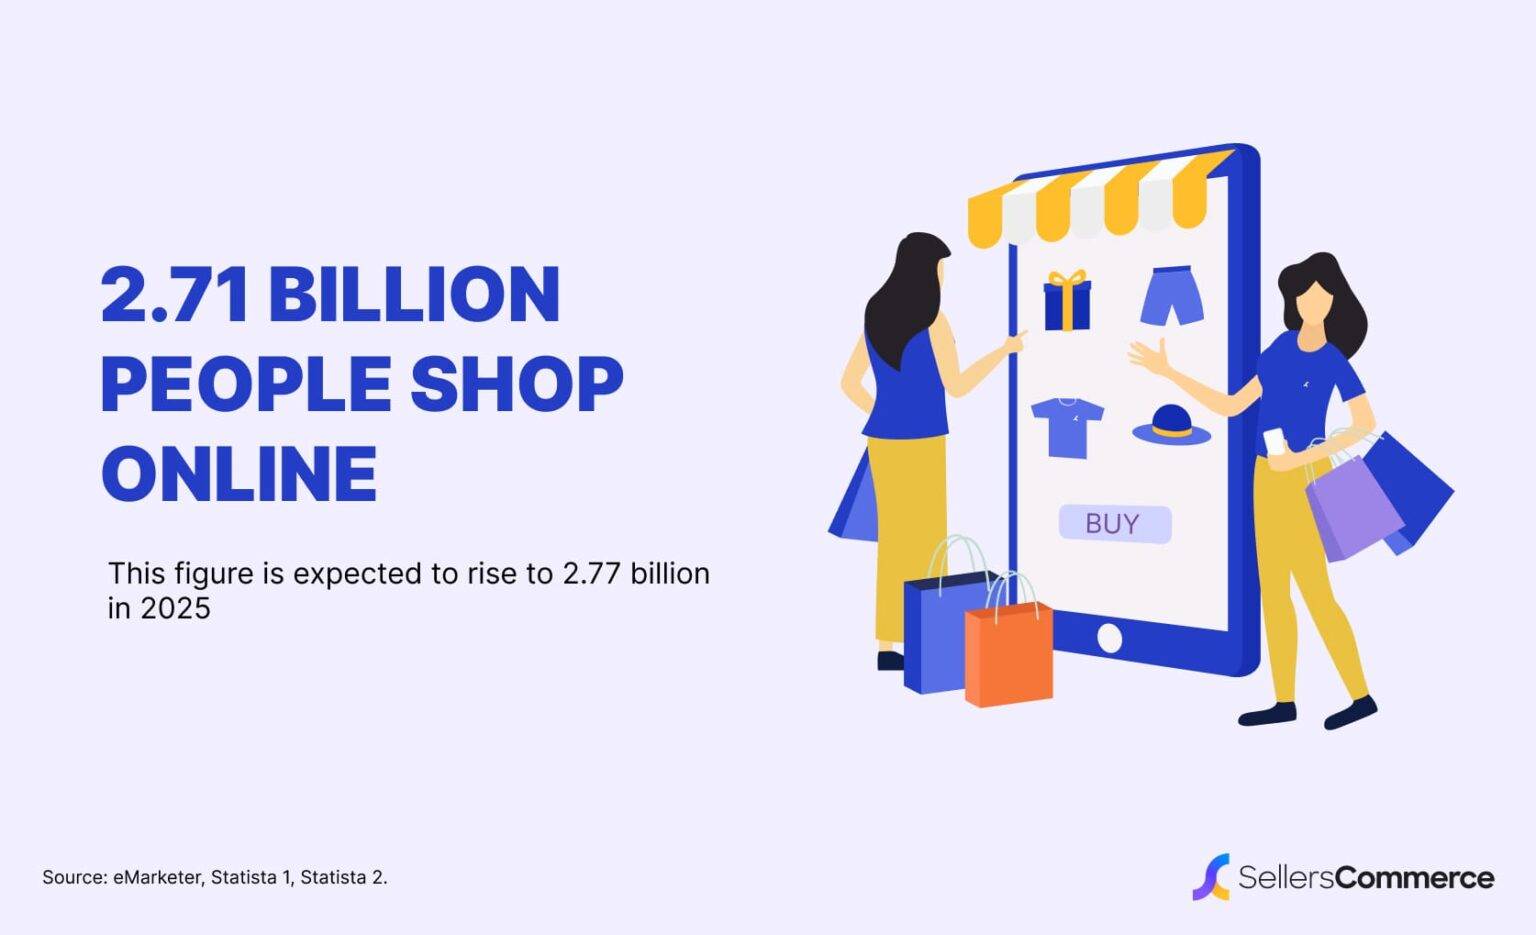 2.71 BILLION
PEOPLE SHOP
ONLINE
This figure is expected to rise to 2.77 billion
in 2025
BUY
Source: eMarketer, Statista 1, Statista 2.
SellersCommerce